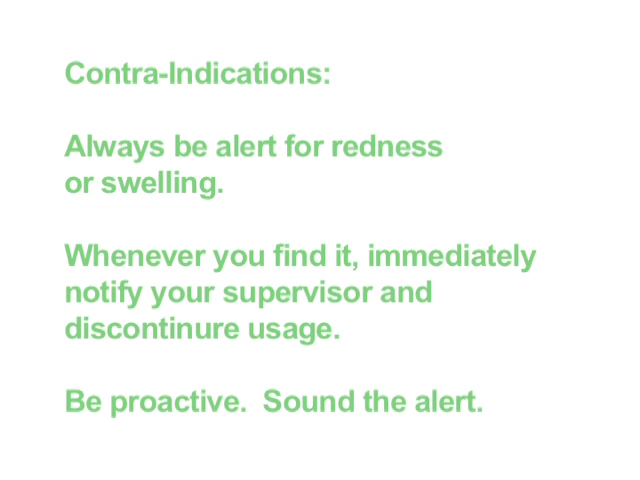 Contra-Indications:
Always be alert for redness
or swelling.
Whenever you find it, immediately
notify your supervisor and
discontinure usage.
Be proactive.  Sound the alert.